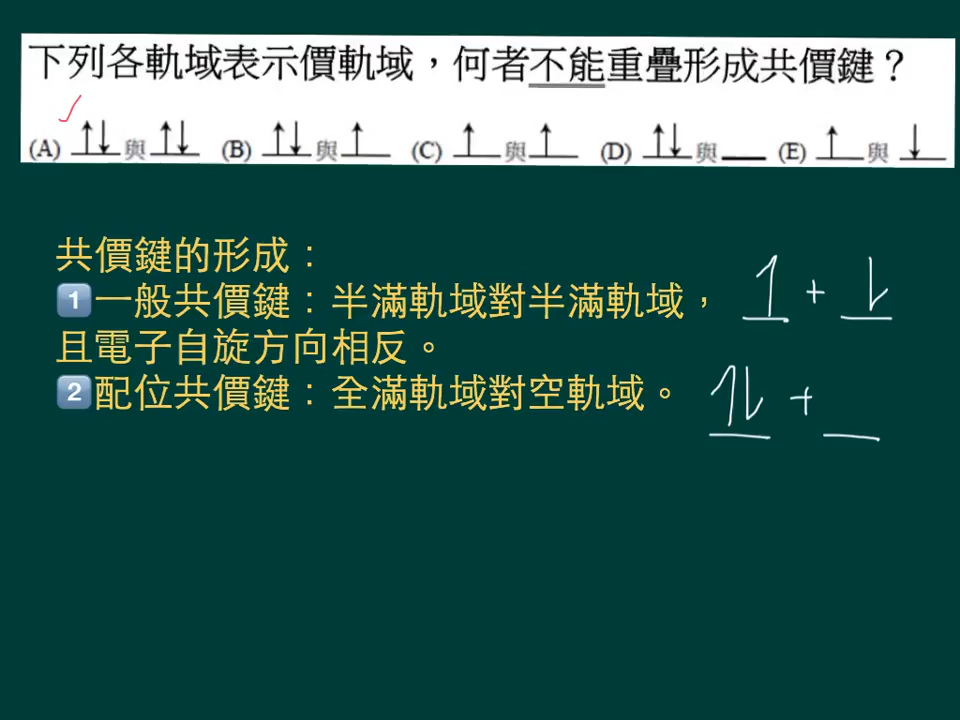 下列各軌域表示價軌域，何者不能重疊形成共價鍵？
(A) ↑↓ 與 ↑↓ (B) ↑↓ 與 ↑ (C) ↑ 與 ↑ (D) ↑↓ 與 __ (E) ↑ 與 ↓
共價鍵的形成：
1 一般共價鍵：半滿軌域對半滿軌域，
↿ + ⇂
且電子自旋方向相反。
2 配位共價鍵：全滿軌域對空軌域。
↿⇂ + __